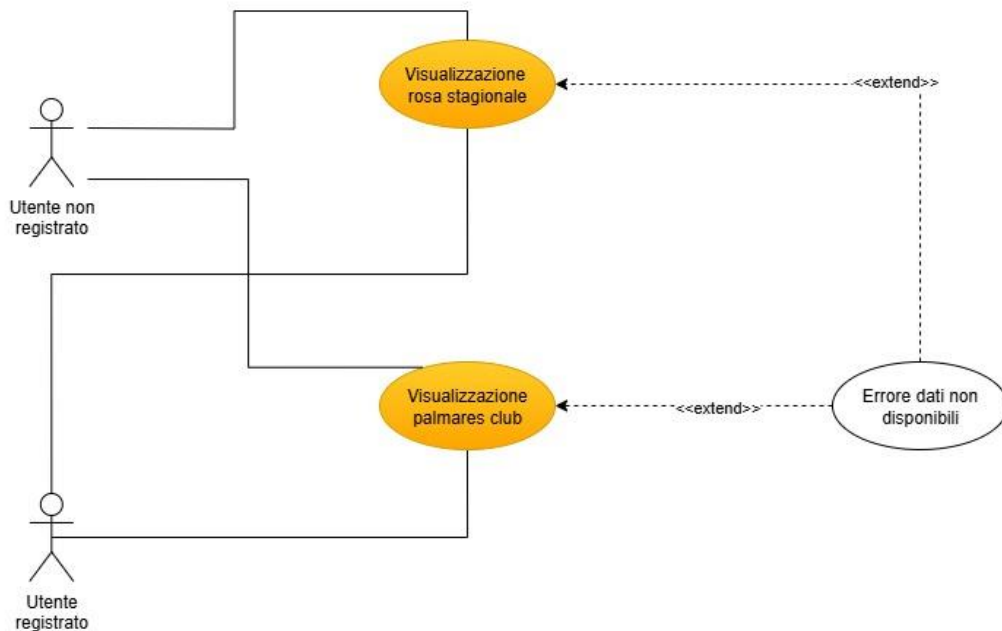 Visualizzazione
rosa stagionale
<<extend>>
Utente non
registrato
Visualizzazione
palmares club
<<extend>>
Errore dati non
disponibili
Utente
registrato